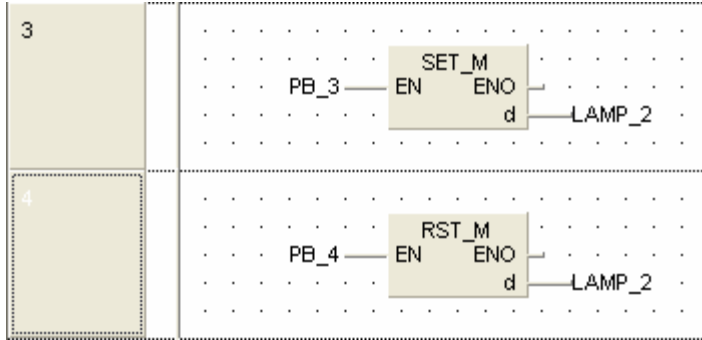 3
SET_M
PB_3 EN ENO
d LAMP_2
4
RST_M
PB_4 EN ENO
d LAMP_2